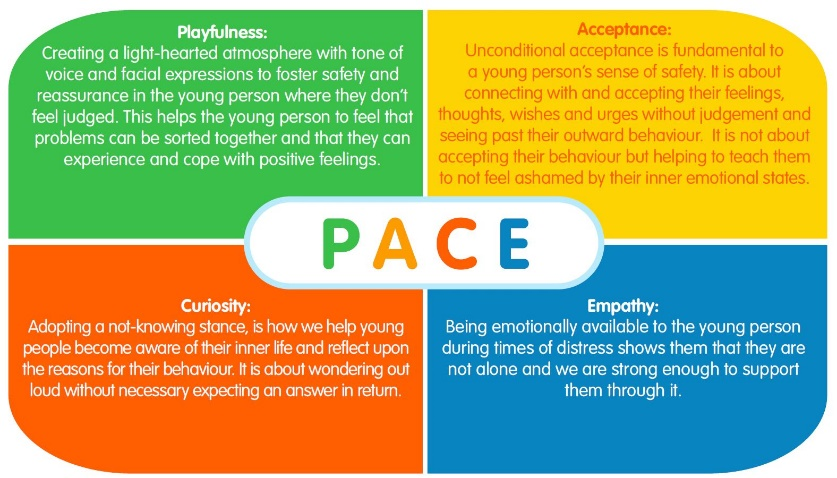 Playfulness:
Creating a light-hearted atmosphere with tone of
voice and facial expressions to foster safety and
reassurance in the young person where they don't
feel judged. This helps the young person to feel that
problems can be sorted together and that they can
experience and cope with positive feelings.
Acceptance:
Unconditional acceptance is fundamental to
a young person's sense of safety. It is about
connecting with and accepting their feelings,
thoughts, wishes and urges without judgement and
seeing past their outward behaviour. It is not about
accepting their behaviour but helping to teach them
to not feel ashamed by their inner emotional states.
PACE
Curiosity:
Adopting a not-knowing stance, is how we help young
people become aware of their inner life and reflect upon
the reasons for their behaviour. It is about wondering out
loud without necessary expecting an answer in return.
Empathy:
Being emotionally available to the young person
during times of distress shows them that they are
not alone and we are strong enough to support
them through it.